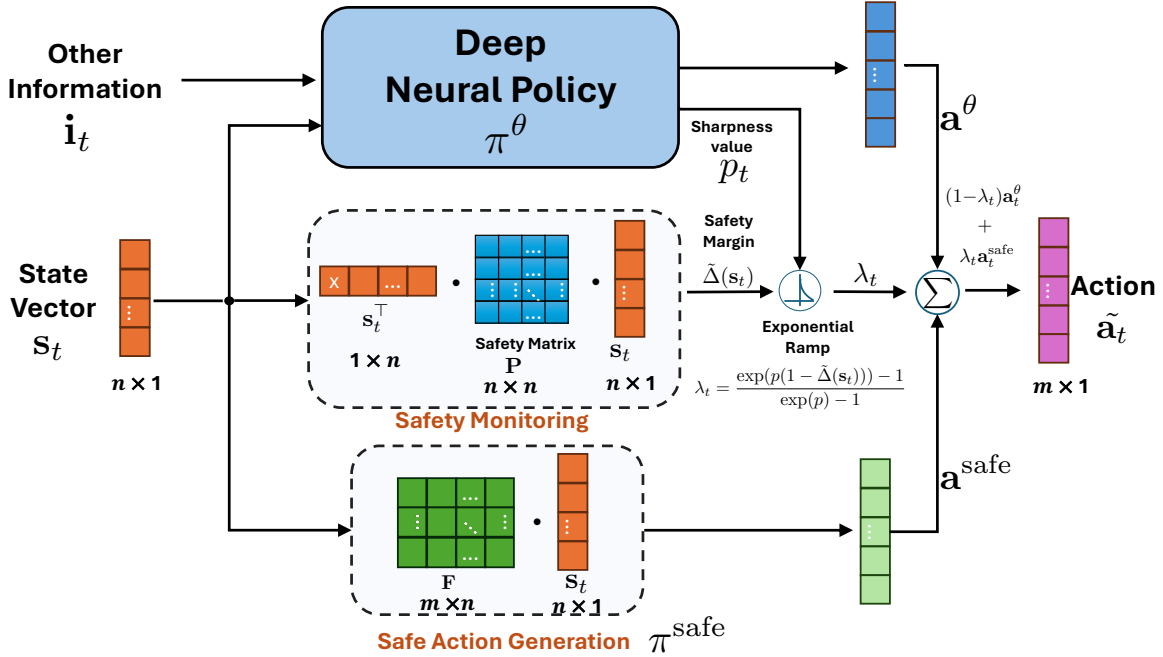 Other
Information
i_t
Deep
Neural Policy
π^θ
...
a^θ
Sharpness
value
p_t
(1−λ_t)a_t^θ
+
λ_t a_t^safe
State
Vector
s_t
...
n × 1
x
...
s_t^⊤
1 × n
...
...
...
...
...
...
...
Safety Matrix
P
n × n
...
s_t
n × 1
Safety Monitoring
Safety
Margin
Δ̃(s_t)
Exponential
Ramp
λ_t = exp(p(1 − Δ̃(s_t))) − 1 / exp(p) − 1
λ_t
∑
...
Action
ã_t
m × 1
...
...
...
...
...
F
m × n
...
s_t
n × 1
Safe Action Generation π^safe
...
a^safe